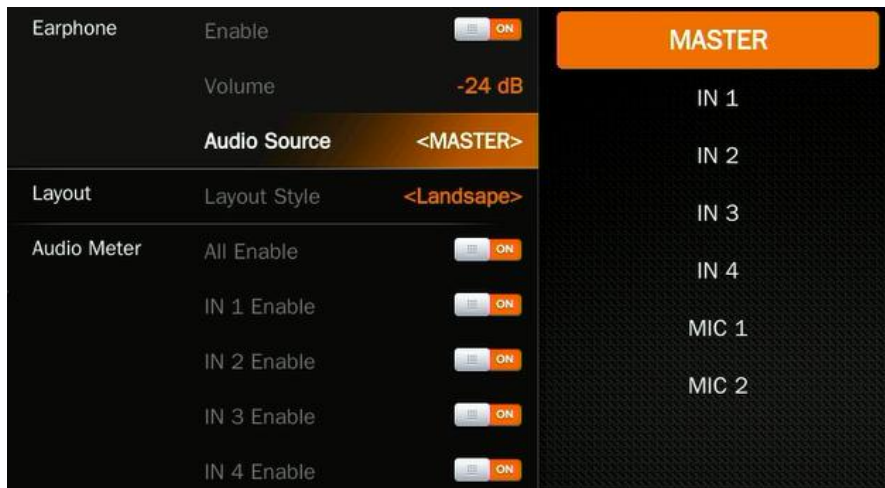 Earphone Enable ON
Volume -24 dB
Audio Source <MASTER>
Layout Layout Style <Landsape>
Audio Meter All Enable ON
IN 1 Enable ON
IN 2 Enable ON
IN 3 Enable ON
IN 4 Enable ON
MASTER
IN 1
IN 2
IN 3
IN 4
MIC 1
MIC 2